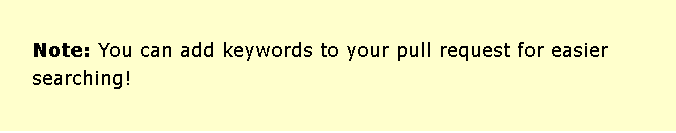 Note: You can add keywords to your pull request for easier
searching!